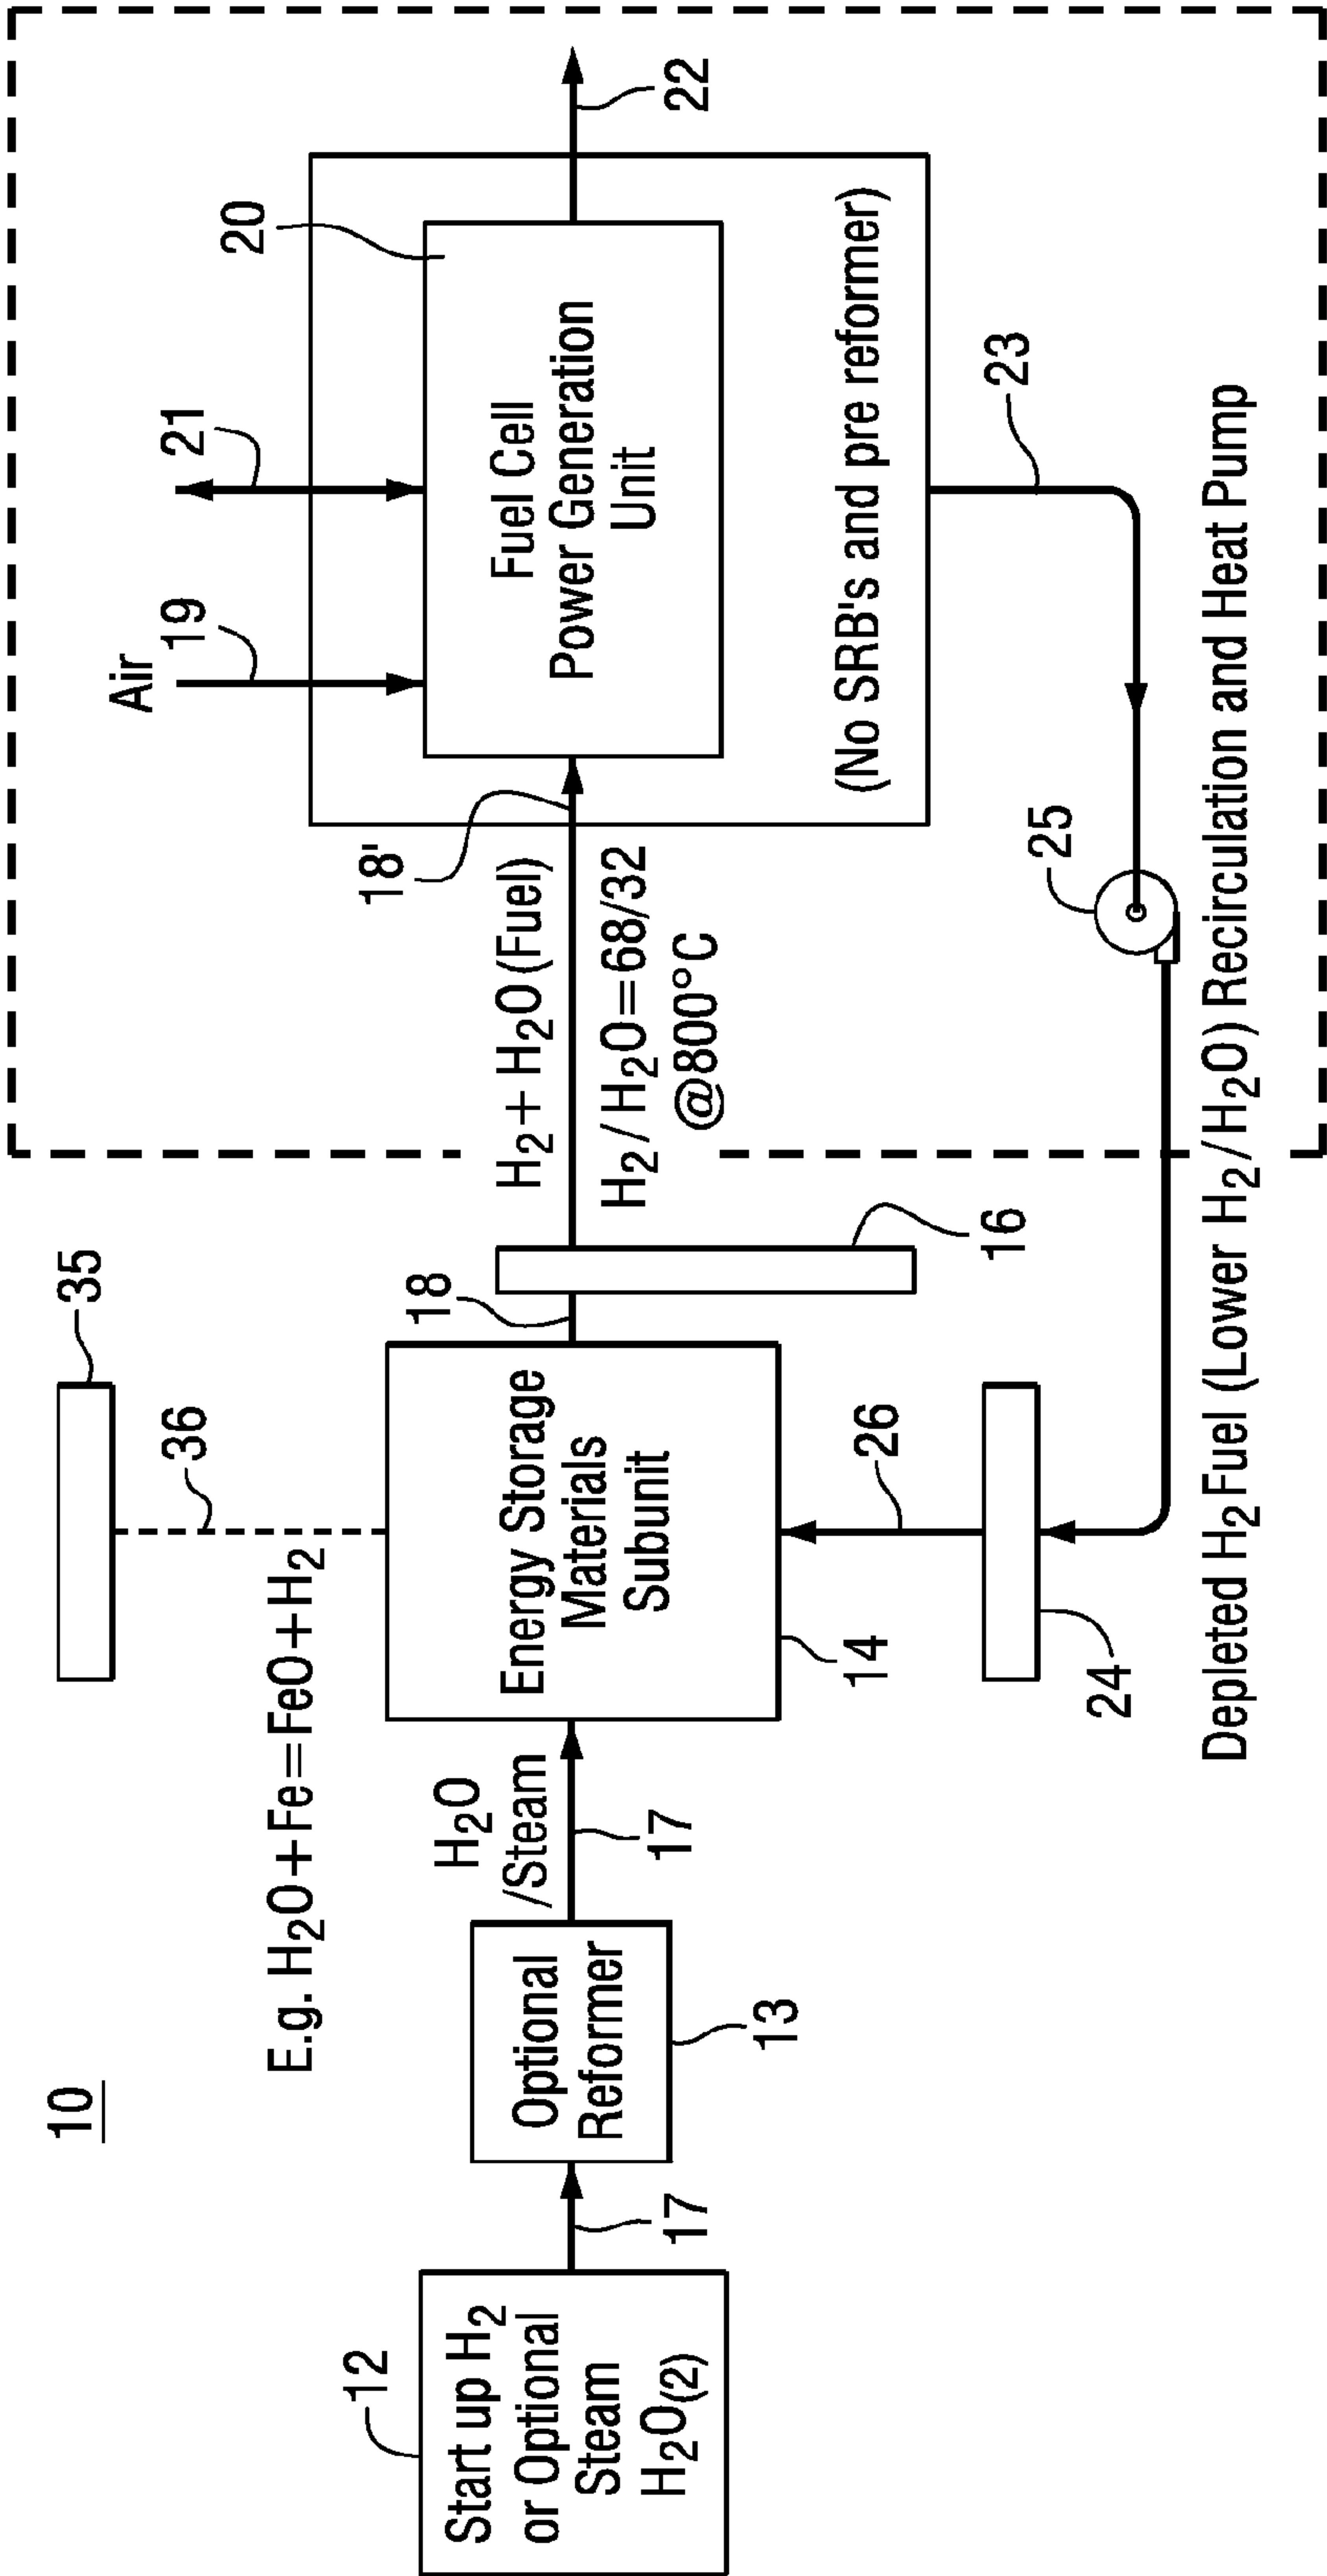 10
35
36
E.g. H₂O+Fe=FeO+H₂
12
Start up H₂
or Optional
Steam
H₂O(2)
17
Optional
Reformer
13
H₂O
/Steam
17
Energy Storage
Materials
Subunit
14
18
16
26
24
H₂+H₂O (Fuel)
H₂/H₂O=68/32
@800°C
18'
Air
19
21
20
Fuel Cell
Power Generation
Unit
22
(No SRB's and pre reformer)
23
25
Depleted H₂ Fuel (Lower H₂/H₂O) Recirculation and Heat Pump